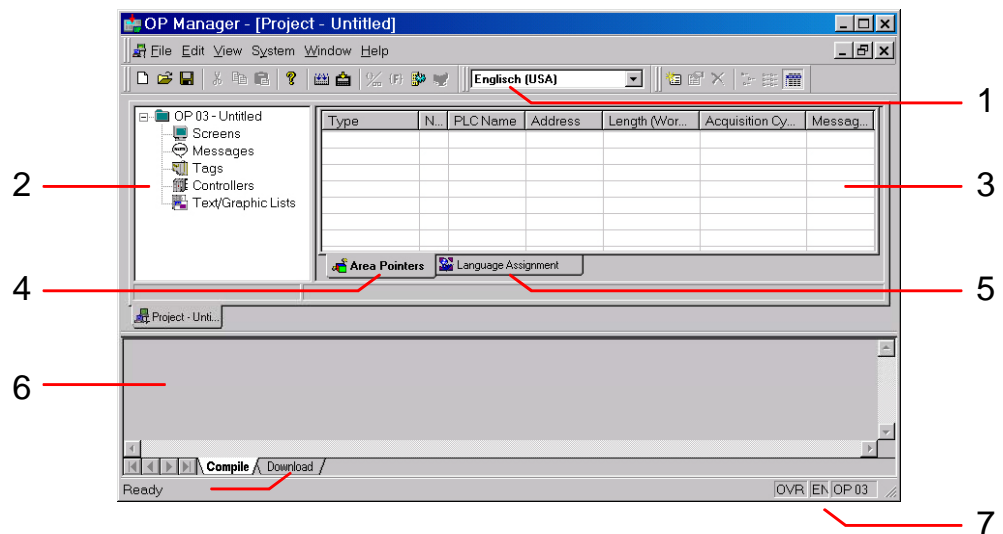 OP Manager - [Project - Untitled]
File Edit View System Window Help
Englisch (USA)
1
OP 03 - Untitled
Screens
Messages
Tags
Controllers
Text/Graphic Lists
Type N... PLC Name Address Length (Wor... Acquisition Cy... Messag...
2
3
Area Pointers Language Assignment
4
5
Project - Unti...
6
Compile Download
Ready OVR EN OP 03
7